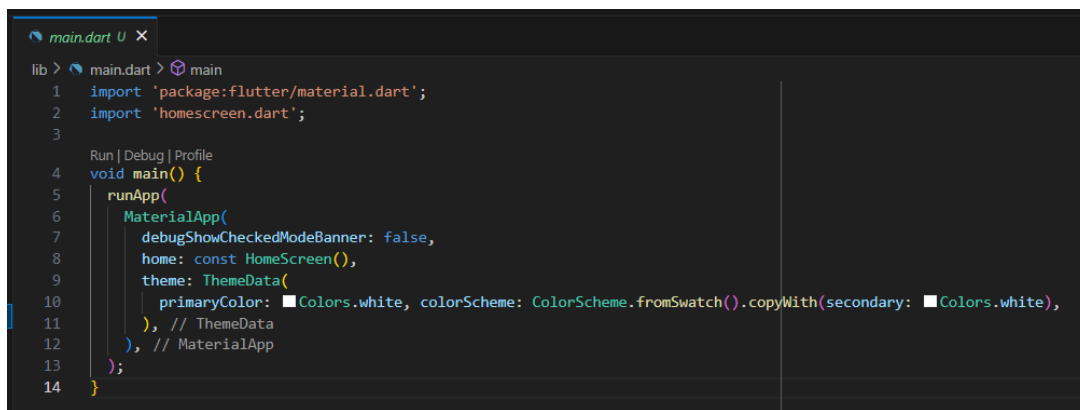 main.dart U
lib > main.dart > main
1 import 'package:flutter/material.dart';
2 import 'homescreen.dart';
3
Run | Debug | Profile
4 void main() {
5   runApp(
6     MaterialApp(
7       debugShowCheckedModeBanner: false,
8       home: const HomeScreen(),
9       theme: ThemeData(
10         primaryColor: Colors.white, colorScheme: ColorScheme.fromSwatch().copyWith(secondary: Colors.white),
11       ), // ThemeData
12     ), // MaterialApp
13   );
14 }